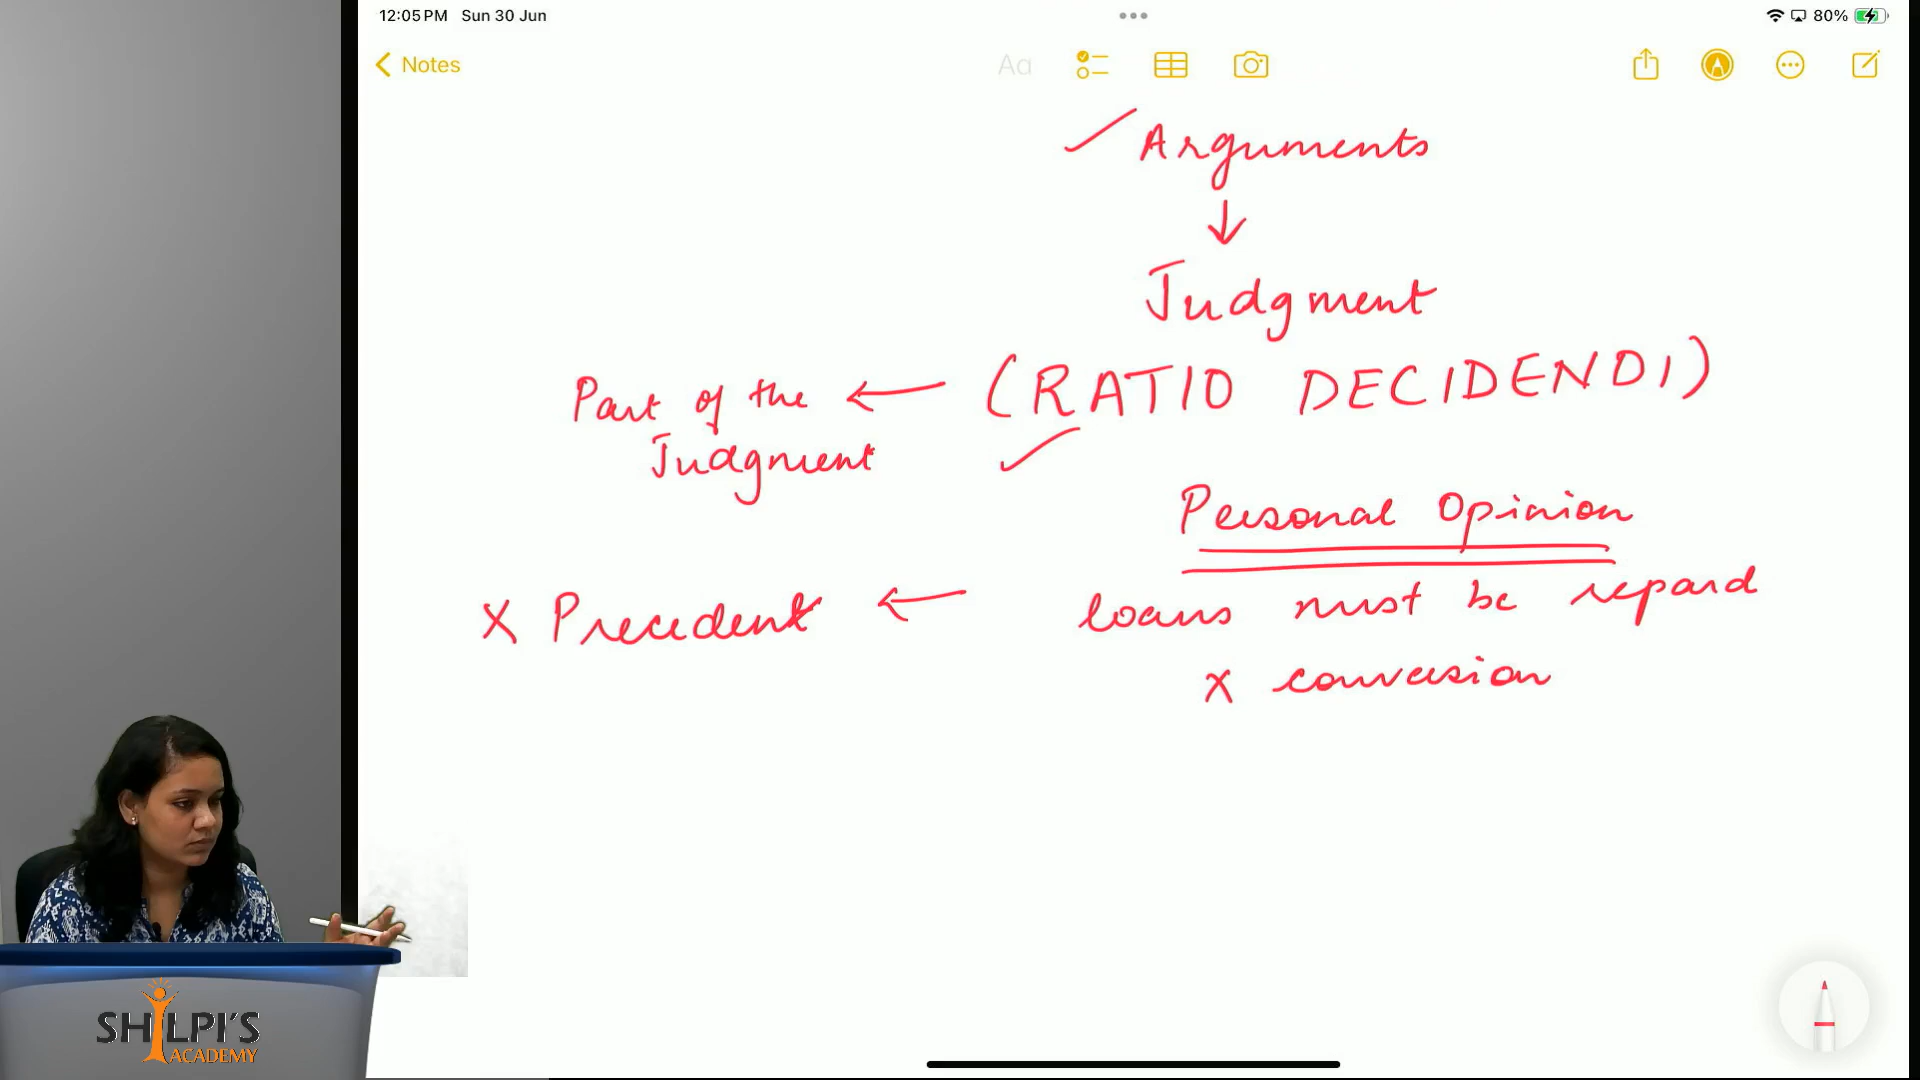 12:05 PM Sun 30 Jun
80%
Notes
Aa
Arguments
Judgment
Part of the ← (RATIO DECIDENDI)
Judgment
Personal Opinion
X Precedent ← loans must be repaid
X conversion
SHILPI'S
ACADEMY